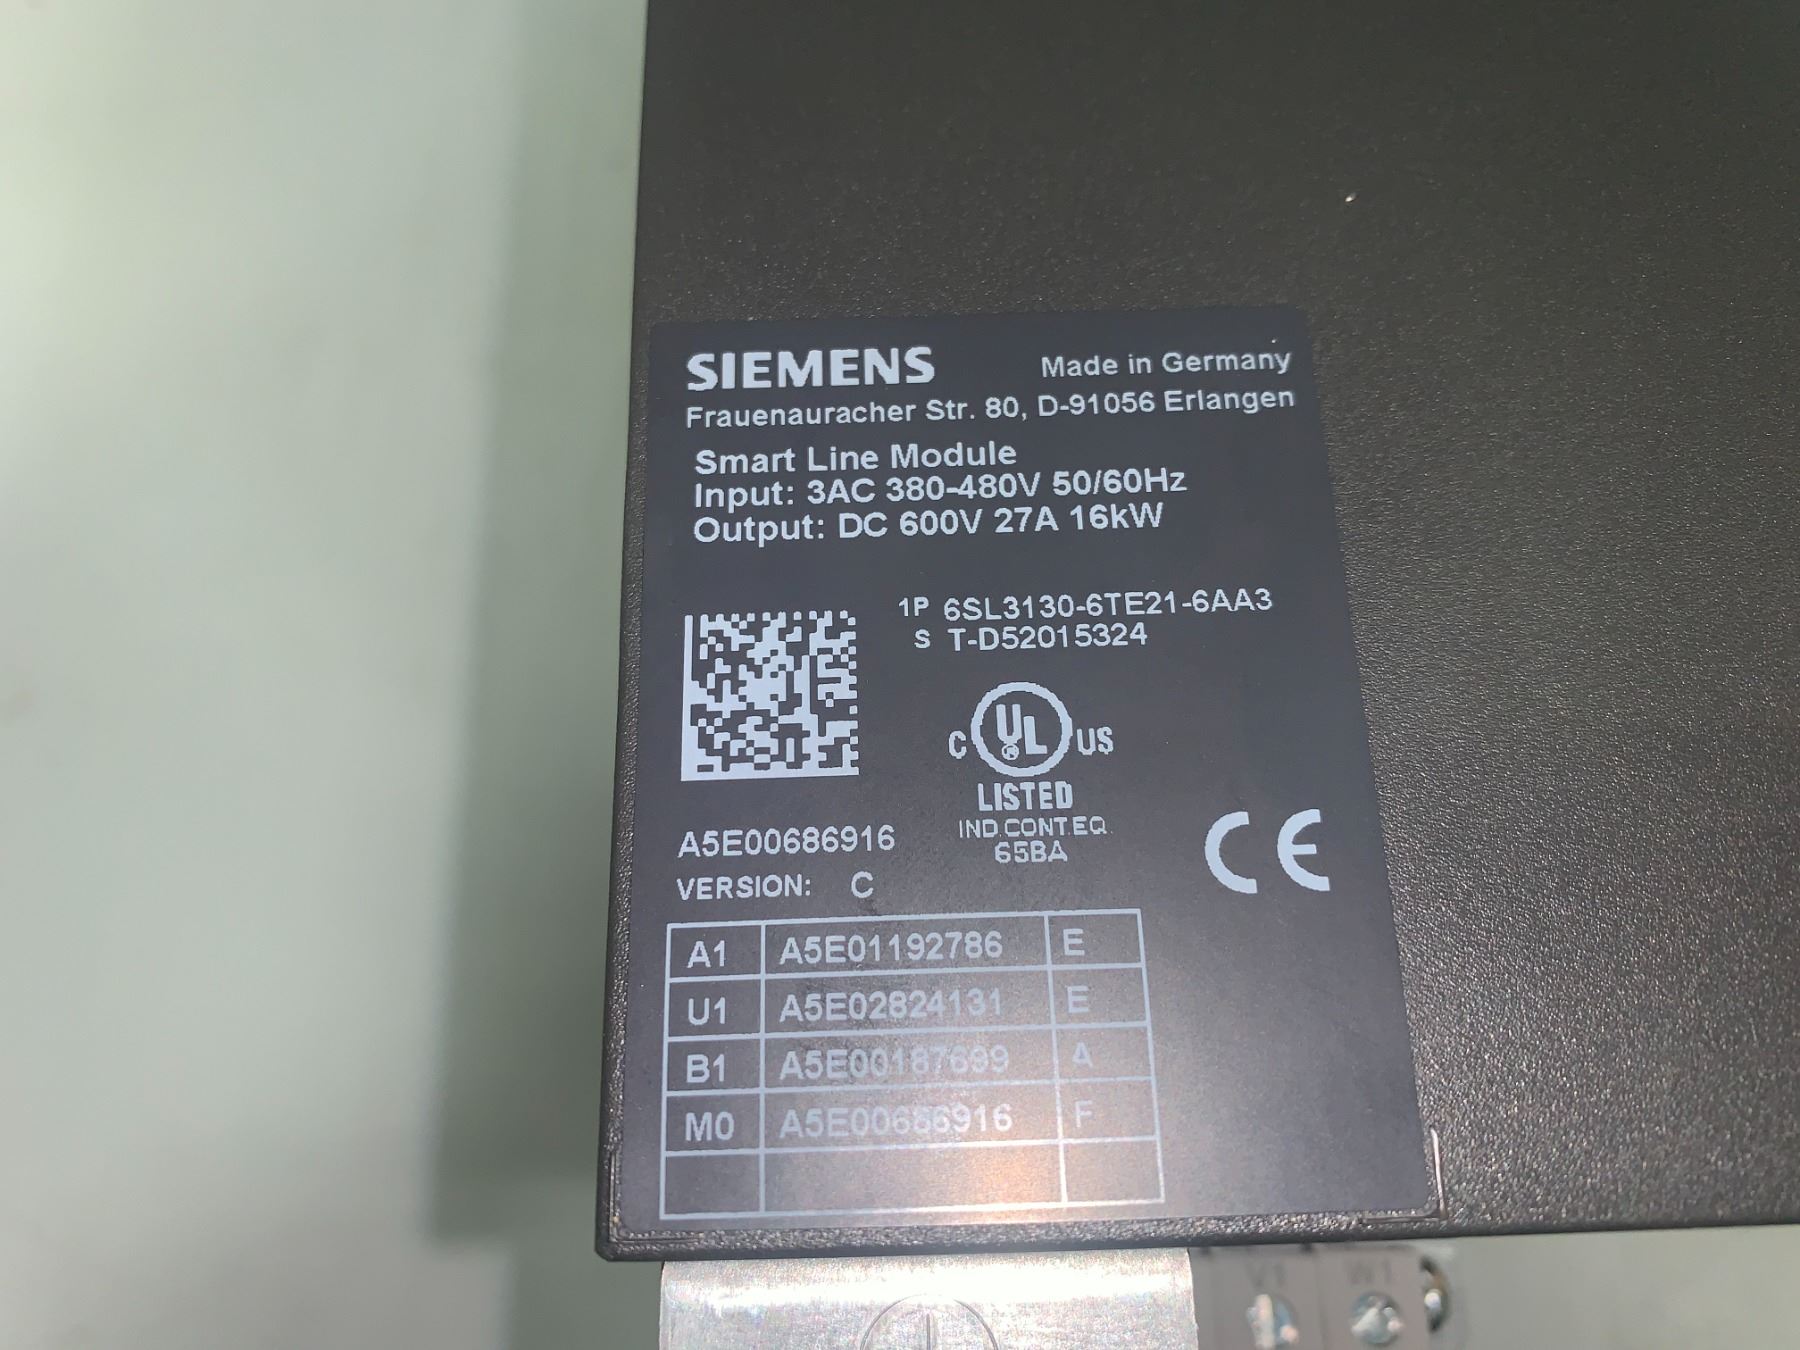 SIEMENS Made in Germany
Frauenauracher Str. 80, D-91056 Erlangen
Smart Line Module
Input: 3AC 380-480V 50/60Hz
Output: DC 600V 27A 16kW
1P 6SL3130-6TE21-6AA3
S T-D52015324
C UL US
LISTED
IND.CONT.EQ.
65BA
CE
A5E00686916
VERSION: C
A1 A5E01192786 E
U1 A5E02824131 E
B1 A5E00187699 A
M0 A5E00686916 F
V1 W1